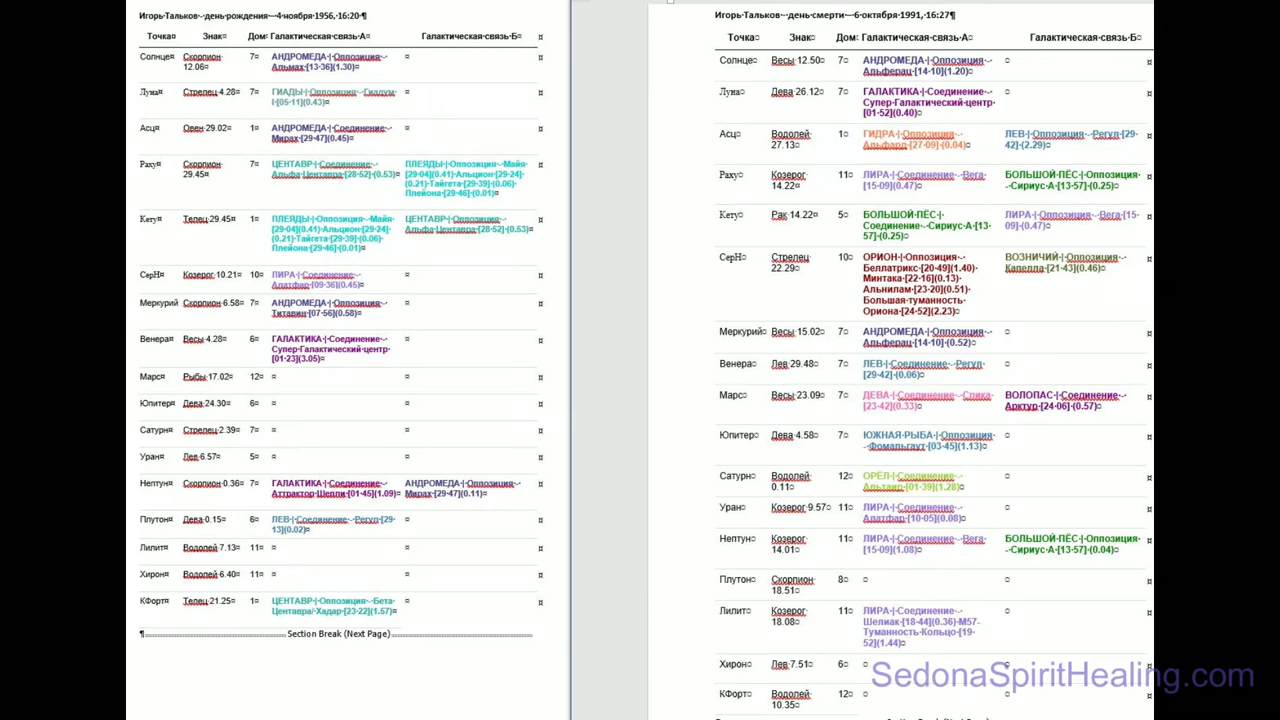 Игорь·Тальков·-·день·рождения·–·4·ноября·1956,·16:20·¶
Точка¤ Знак¤ Дом¤ Галактическая·связь·А¤ Галактическая·связь·Б¤ ¤
Солнце¤ Скорпион· 7¤ АНДРОМЕДА·|·Оппозиция·-· ¤ ¤
12.06¤ Альмах·[13·36](1.30)¤
Луна¤ Стрелец·4.28¤ 7¤ ГИАДЫ·|·Оппозиция·-·Гиадум· ¤ ¤
I·[05·11](0.43)¤
Асц¤ Овен·29.02¤ 1¤ АНДРОМЕДА·|·Соединение·-· ¤ ¤
Мирах·[29·47](0.45)¤
Раху¤ Скорпион· 7¤ ЦЕНТАВР·|·Соединение·-· ПЛЕЯДЫ·|·Оппозиция·-Майя· ¤
29.45¤ Альфа·Центавра·[28·52]·(0.53)¤ [29·04](0.41)·Альцион·[29·24]·
(0.21)·Тайгета·[29·39]·(0.06)·
Плейона·[29·46]·(0.01)¤
Кету¤ Телец·29.45¤ 1¤ ПЛЕЯДЫ·|·Оппозиция·-·Майя· ЦЕНТАВР·|·Оппозиция·-· ¤
[29·04](0.41)·Альцион·[29·24]· Альфа·Центавра·[28·52]·(0.53)¤
(0.21)·Тайгета·[29·39]·(0.06)·
Плейона·[29·46]·(0.01)¤
СерН¤ Козерог·10.21¤ 10¤ ЛИРА·|·Соединение·-· ¤ ¤
Алатфар·[09·36](0.45)¤
Меркурий Скорпион·6.58¤ 7¤ АНДРОМЕДА·|·Оппозиция·-· ¤ ¤
Титавин·[07·56](0.58)¤
Венера¤ Весы·4.28¤ 6¤ ГАЛАКТИКА·|·Соединение·-· ¤ ¤
Супер·Галактический·центр·
[01·23](3.05)¤
Марс¤ Рыбы·17.02¤ 12¤ ¤ ¤ ¤
Юпитер¤ Дева·24.30¤ 6¤ ¤ ¤ ¤
Сатурн¤ Стрелец·2.39¤ 7¤ ¤ ¤ ¤
Уран¤ Лев·6.57¤ 5¤ ¤ ¤ ¤
Нептун¤ Скорпион·0.36¤ 7¤ ГАЛАКТИКА·|·Соединение·-· АНДРОМЕДА·|·Оппозиция·-· ¤
Аттрактор·Шепли·[01·45](1.09)¤ Мирах·[29·47](0.11)¤
Плутон¤ Дева·0.15¤ 6¤ ЛЕВ·|·Соединение·-·Регул·[29- ¤ ¤
13](0.02)¤
Лилит¤ Водолей·7.13¤ 11¤ ¤ ¤ ¤
Хирон¤ Водолей·6.40¤ 11¤ ¤ ¤ ¤
КФорт¤ Телец·21.25¤ 1¤ ЦЕНТАВР·|·Оппозиция·-·Бета· ¤ ¤
Центавра/·Хадар·[23·22](1.57)¤
¶ Section Break (Next Page)
Игорь·Тальков·-·день·смерти·–·6·октября·1991,·16:27¶
Точка¤ Знак¤ Дом¤ Галактическая·связь·А¤ Галактическая·связь·Б¤
Солнце¤ Весы·12.50¤ 7¤ АНДРОМЕДА·|·Оппозиция·-· ¤ ¤
Альферац·[14·10](1.20)¤
Луна¤ Дева·26.12¤ 7¤ ГАЛАКТИКА·|·Соединение·-· ¤ ¤
Супер·Галактический·центр·
[01·52](0.40)¤
Асц¤ Водолей· 1¤ ГИДРА·|·Оппозиция·-· ЛЕВ·|·Оппозиция·-·Регул·[29- ¤
27.13¤ Альфард·[27·09]·(0.04)¤ 42]·(2.29)¤
Раху¤ Козерог· 11¤ ЛИРА·|·Соединение·-·Вега· БОЛЬШОЙ·ПЁС·|·Оппозиция· ¤
14.22¤ [15·09](0.47)¤ -·Сириус·А·[13·57](0.25)¤
Кету¤ Рак·14.22¤ 5¤ БОЛЬШОЙ·ПЁС·|· ЛИРА·|·Оппозиция·-·Вега·[15- ¤
Соединение·-·Сириус·А·[13- 09]·(0.47)¤
57]·(0.25)¤
СерН¤ Стрелец· 10¤ ОРИОН·|·Оппозиция·-· ВОЗНИЧИЙ·|·Оппозиция·-· ¤
22.29¤ Беллатрикс·[20·49](1.40)· Капелла·[21·43](0.46)¤
Минтака·[22·16](0.13)·
Альнилам·[23·20](0.51)·
Большая·туманность·
Ориона·[24·52](2.23)¤
Меркурий¤ Весы·15.02¤ 7¤ АНДРОМЕДА·|·Оппозиция·-· ¤ ¤
Альферац·[14·10](0.52)¤
Венера¤ Лев·29.48¤ 7¤ ЛЕВ·|·Соединение·-·Регул· ¤ ¤
[29·42]·(0.06)¤
Марс¤ Весы·23.09¤ 7¤ ДЕВА·|·Соединение·-·Спика· ВОЛОПАС·|·Соединение·-· ¤
[23·42](0.33)¤ Арктур·[24·06]·(0.57)¤
Юпитер¤ Дева·4.58¤ 7¤ ЮЖНАЯ·РЫБА·|·Оппозиция· ¤ ¤
-·Фомальгаут·[03·45](1.13)¤
Сатурн¤ Водолей· 12¤ ОРЁЛ·|·Соединение·-· ¤ ¤
0.11¤ Альтаир·[01·39](1.28)¤
Уран¤ Козерог·9.57¤ 11¤ ЛИРА·|·Соединение·-· ¤ ¤
Алатфар·[10·05](0.08)¤
Нептун¤ Козерог· 11¤ ЛИРА·|·Соединение·-·Вега· БОЛЬШОЙ·ПЁС·|·Оппозиция· ¤
14.01¤ [15·09](1.08)¤ -·Сириус·А·[13·57](0.04)¤
Плутон¤ Скорпион· 8¤ ¤ ¤ ¤
18.51¤
Лилит¤ Козерог· 11¤ ЛИРА·|·Соединение·-· ¤ ¤
18.08¤ Шелиак·[18·44](0.36)·М57-
Туманность·Кольцо·[19-
52](1.44)¤
Хирон¤ Лев·7.51¤ 6¤ ¤ ¤ ¤
КФорт¤ Водолей· 12¤ ¤ ¤ ¤
10.35¤
SedonaSpiritHealing.com